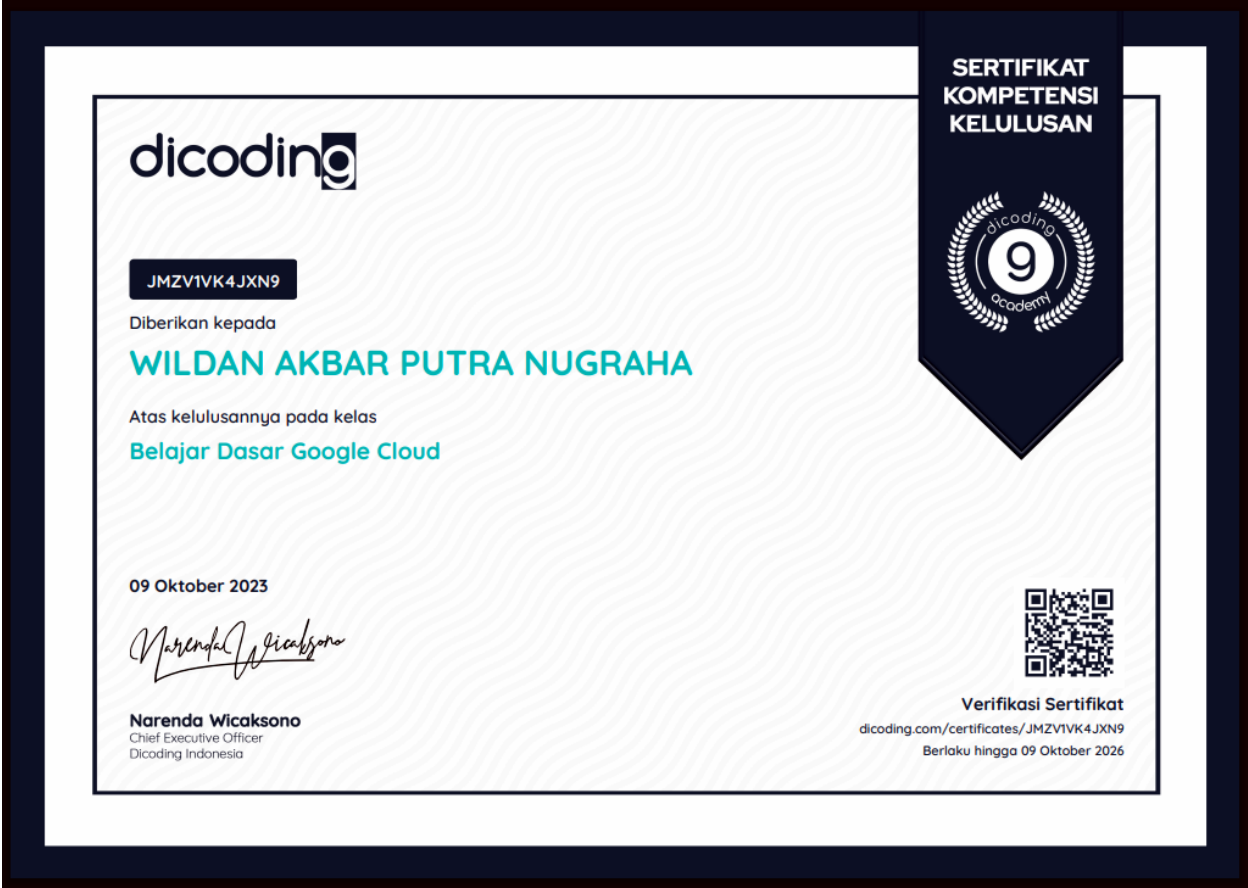 SERTIFIKAT
KOMPETENSI
KELULUSAN
dicoding
dicoding
9
academy
JMZV1VK4JXN9
Diberikan kepada
WILDAN AKBAR PUTRA NUGRAHA
Atas kelulusannya pada kelas
Belajar Dasar Google Cloud
09 Oktober 2023
Narenda Wicaksono
Narenda Wicaksono
Chief Executive Officer
Dicoding Indonesia
Verifikasi Sertifikat
dicoding.com/certificates/JMZV1VK4JXN9
Berlaku hingga 09 Oktober 2026